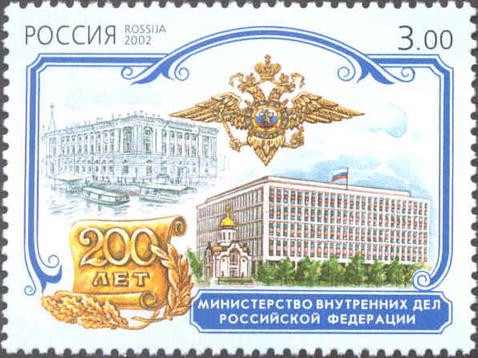 РОССИЯ ROSSIJA 2002
3.00
200
ЛЕТ
МИНИСТЕРСТВО ВНУТРЕННИХ ДЕЛ
РОССИЙСКОЙ ФЕДЕРАЦИИ